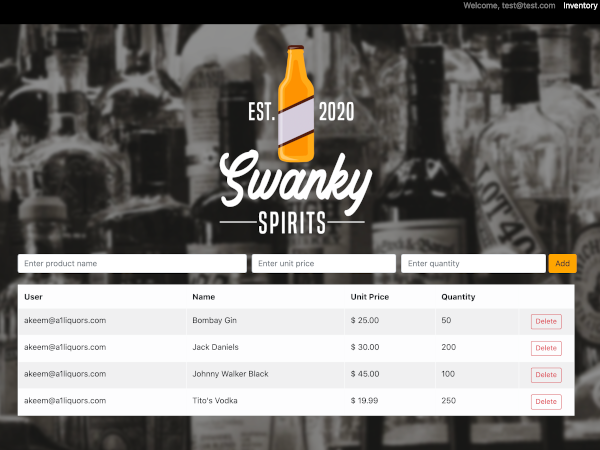 Welcome, test@test.com Inventory
EST. 2020
Swanky
SPIRITS
Enter product name Enter unit price Enter quantity Add
User Name Unit Price Quantity
akeem@a1liquors.com Bombay Gin $ 25.00 50 Delete
akeem@a1liquors.com Jack Daniels $ 30.00 200 Delete
akeem@a1liquors.com Johnny Walker Black $ 45.00 100 Delete
akeem@a1liquors.com Tito's Vodka $ 19.99 250 Delete